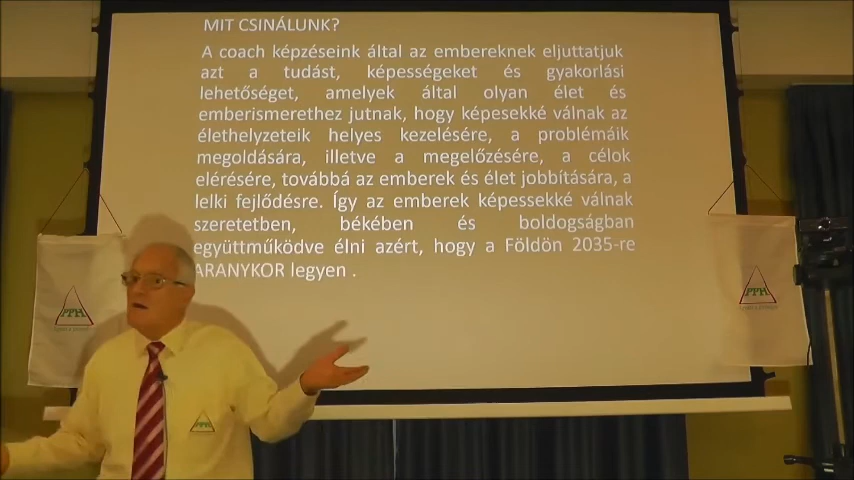 MIT CSINÁLUNK?
A coach képzéseink által az embereknek eljuttatjuk
azt a tudást, képességeket és gyakorlási
lehetőséget, amelyek által olyan élet és
emberismerethez jutnak, hogy képesekké válnak az
élethelyzeteik helyes kezelésére, a problémáik
megoldására, illetve a megelőzésére, a célok
elérésére, továbbá az emberek és élet jobbítására, a
lelki fejlődésre. Így az emberek képessekké válnak
szeretetben, békében és boldogságban
együttműködve élni azért, hogy a Földön 2035-re
ARANYKOR legyen .
PPH
PPH
PPH